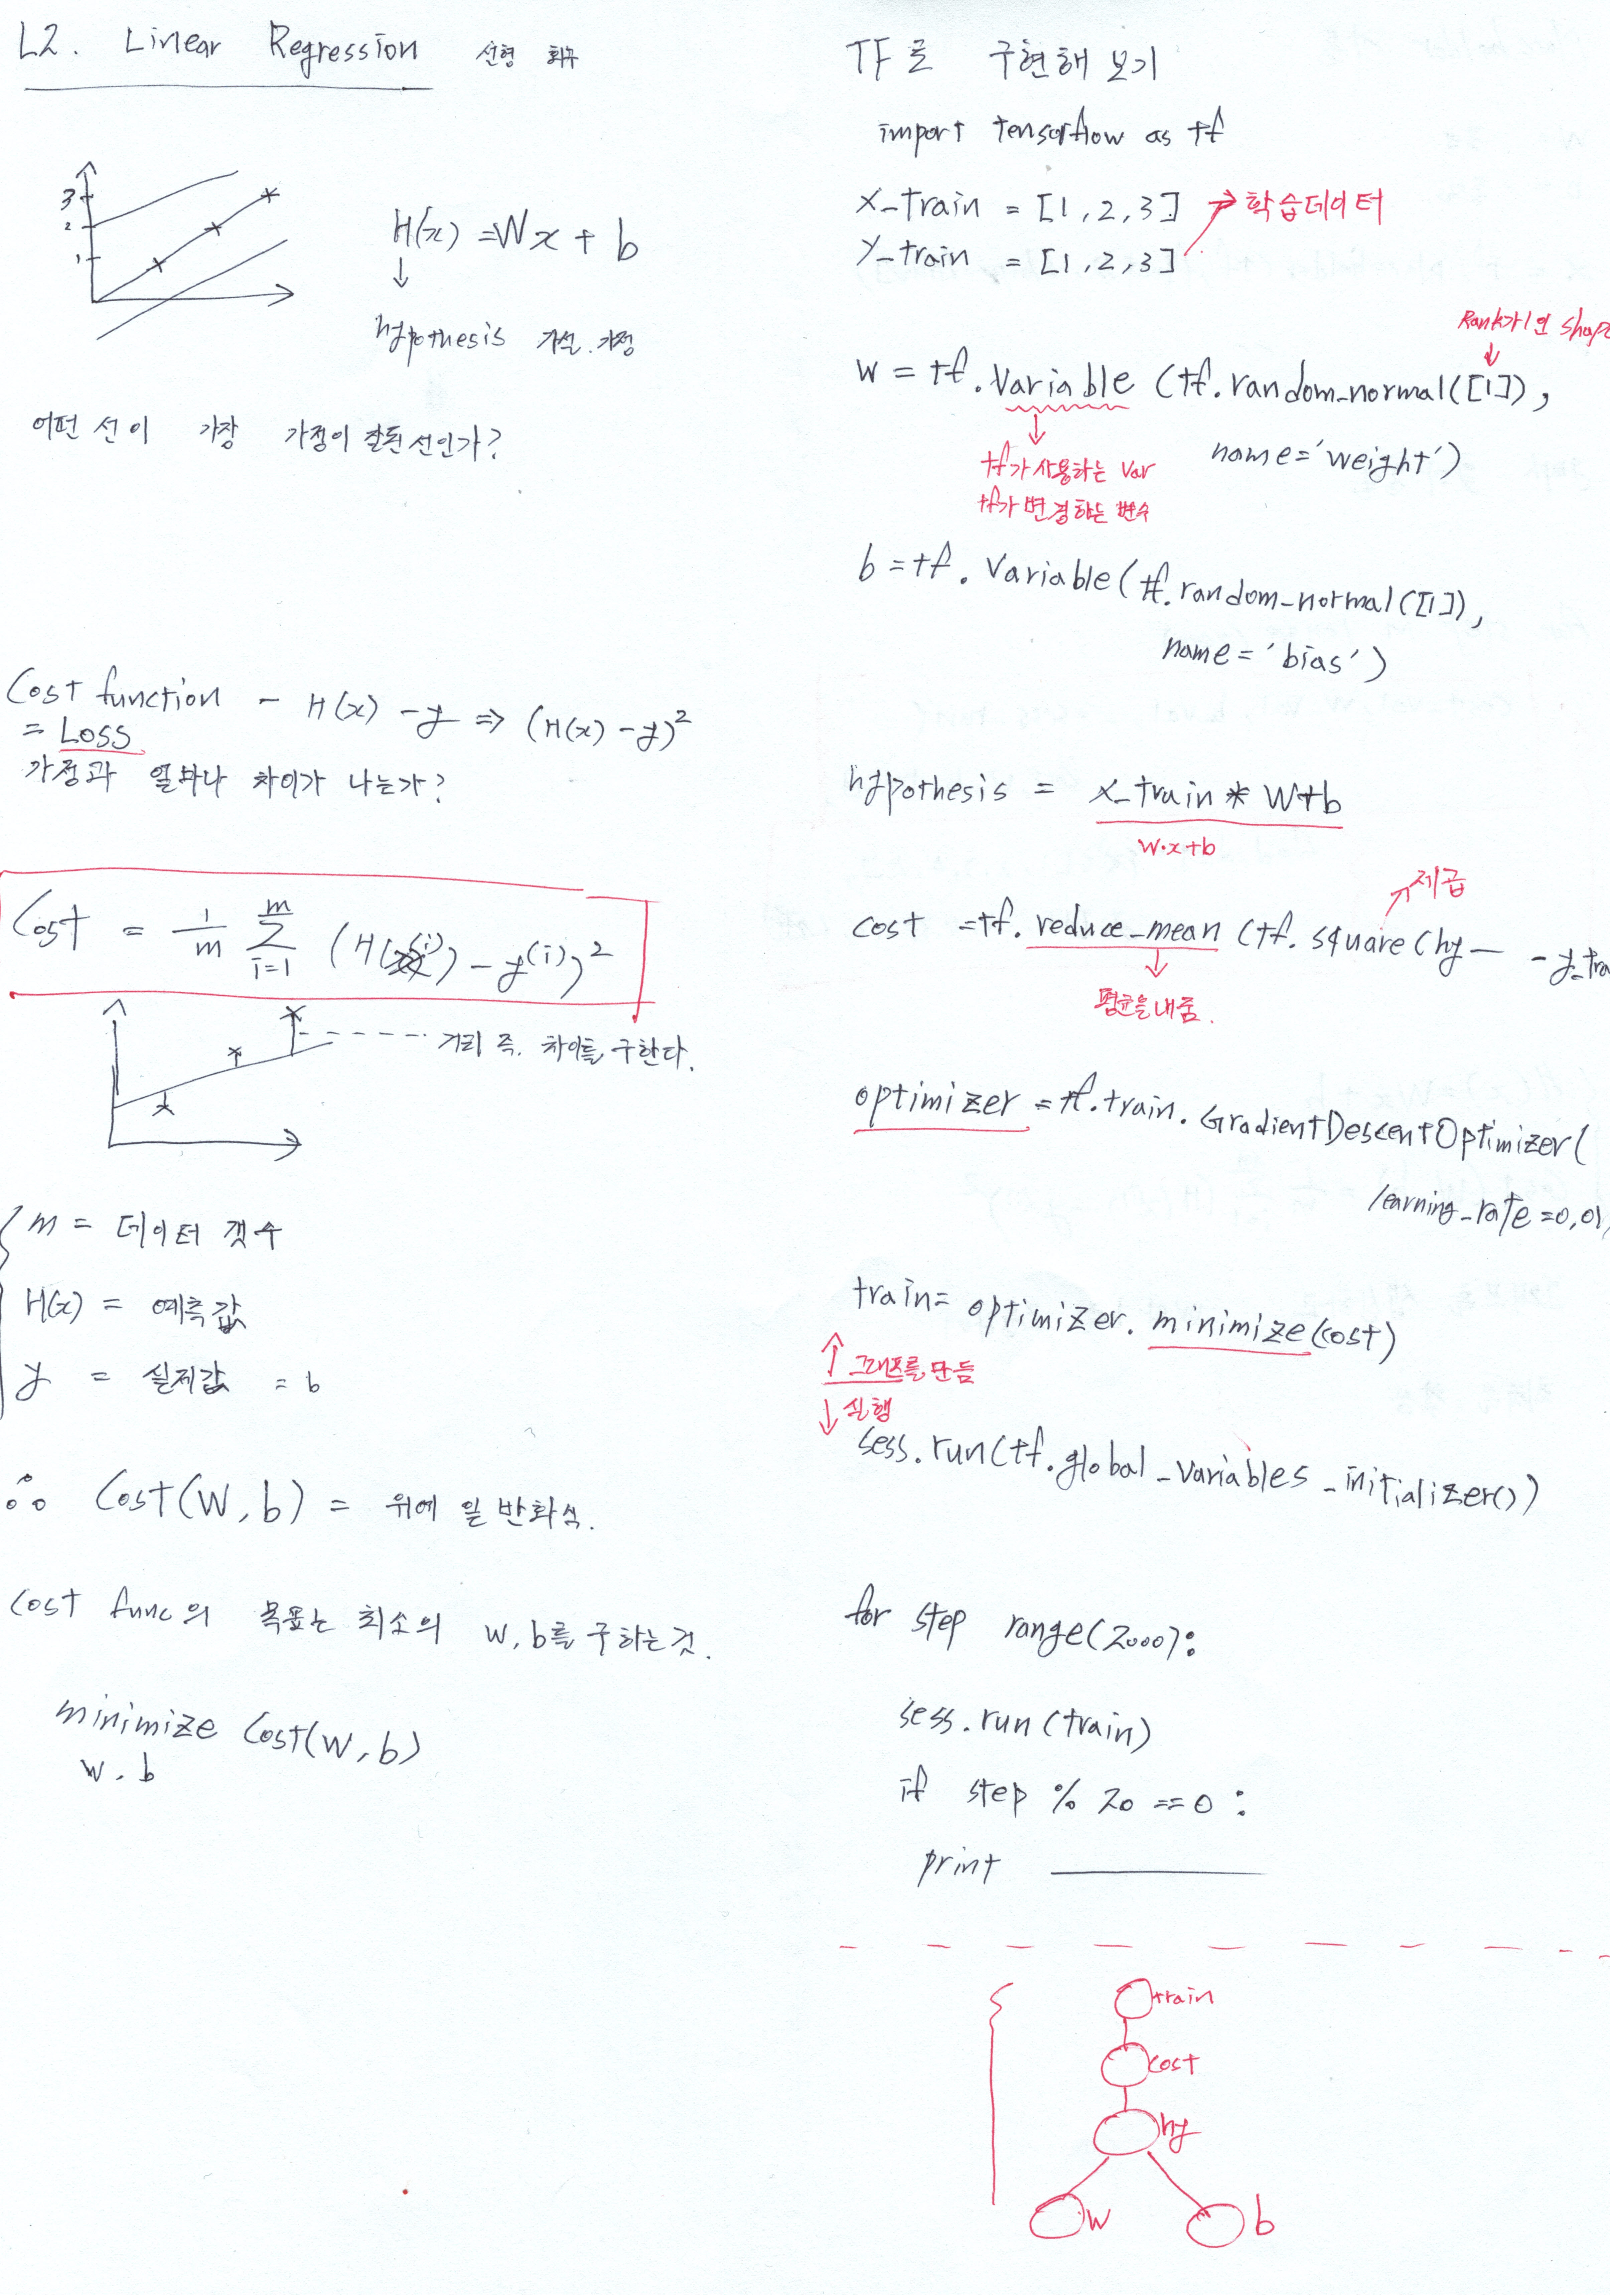 L2. Linear Regression 선형 회귀
3
2
1
H(x) = Wx + b
↓
hypothesis 가설. 가정
어떤 선이 가장 가정이 잘된 선인가?
Cost function - H(x) - y ⇒ (H(x) - y)²
= Loss
가정과 얼마나 차이가 나는가?
Cost = 1/m Σ_{i=1}^{m} (H(x^(i)) - y^(i))²
거리 즉. 차이를 구한다.
m = 데이터 갯수
H(x) = 예측값
y = 실제값 = b
∴ Cost(W, b) = 위에 일반화식.
Cost func의 목표는 최소의 W, b를 구하는 것.
minimize Cost(W, b)
w. b
TF로 구현해 보기
import tensorflow as tf
x_train = [1, 2, 3] → 학습데이터
y_train = [1, 2, 3]
Rank가 1인 shape
↓
W = tf.Variable (tf.random_normal([1]),
name='weight')
↓
tf가 사용하는 Var
tf가 변경하는 변수
b = tf.Variable(tf.random_normal([1]),
name='bias')
hypothesis = x_train * W+b
w·x+b
제곱
cost = tf.reduce_mean (tf.square(hy— - y_tra
↓
평균을 내줌.
optimizer = tf.train.GradientDescentOptimizer(
learning_rate=0,01)
train= optimizer.minimize(cost)
↑ 그래프를 만듬
↓ 실행
sess.run(tf.global_variables_initializer())
for step range(2000):
sess.run(train)
if step % 20 == 0 :
print
train
cost
hy
W
b